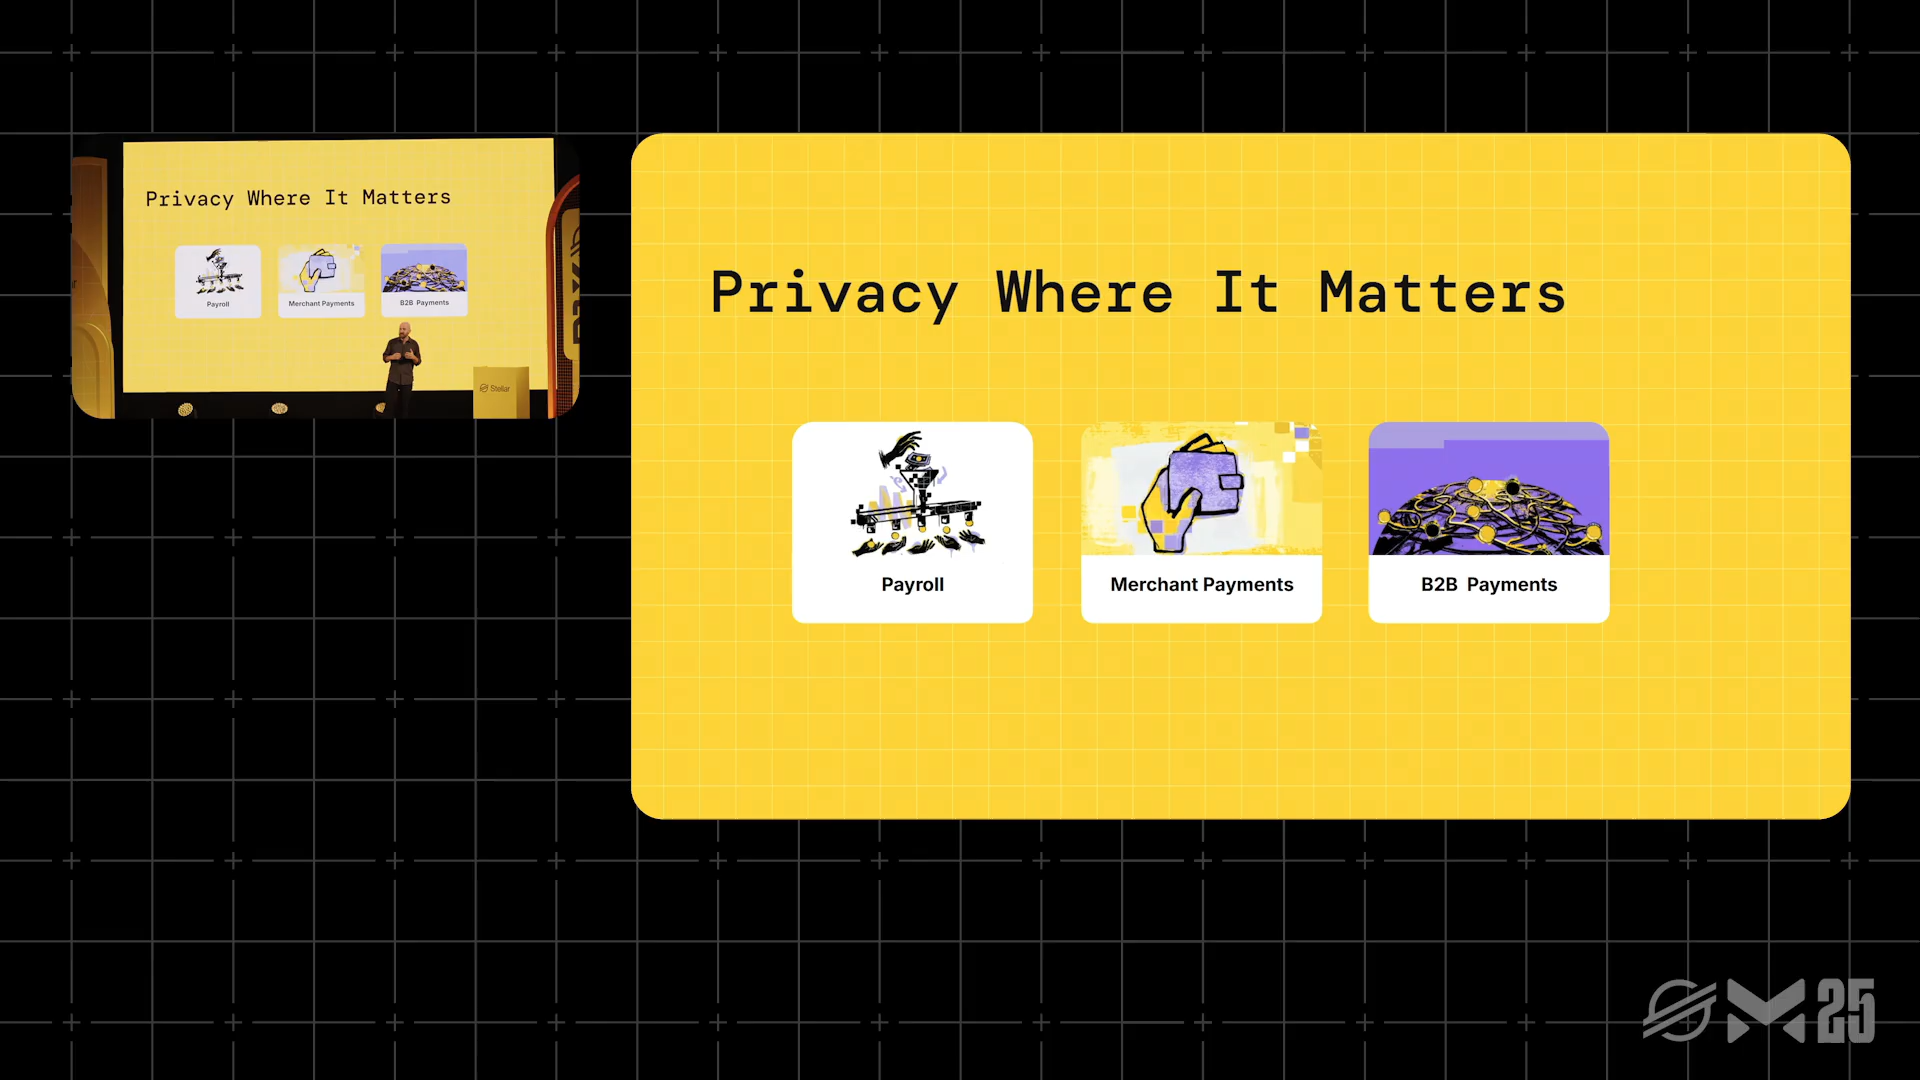 Privacy Where It Matters
Payroll
Merchant Payments
B2B Payments
Stellar
Privacy Where It Matters
Payroll
Merchant Payments
B2B Payments
25